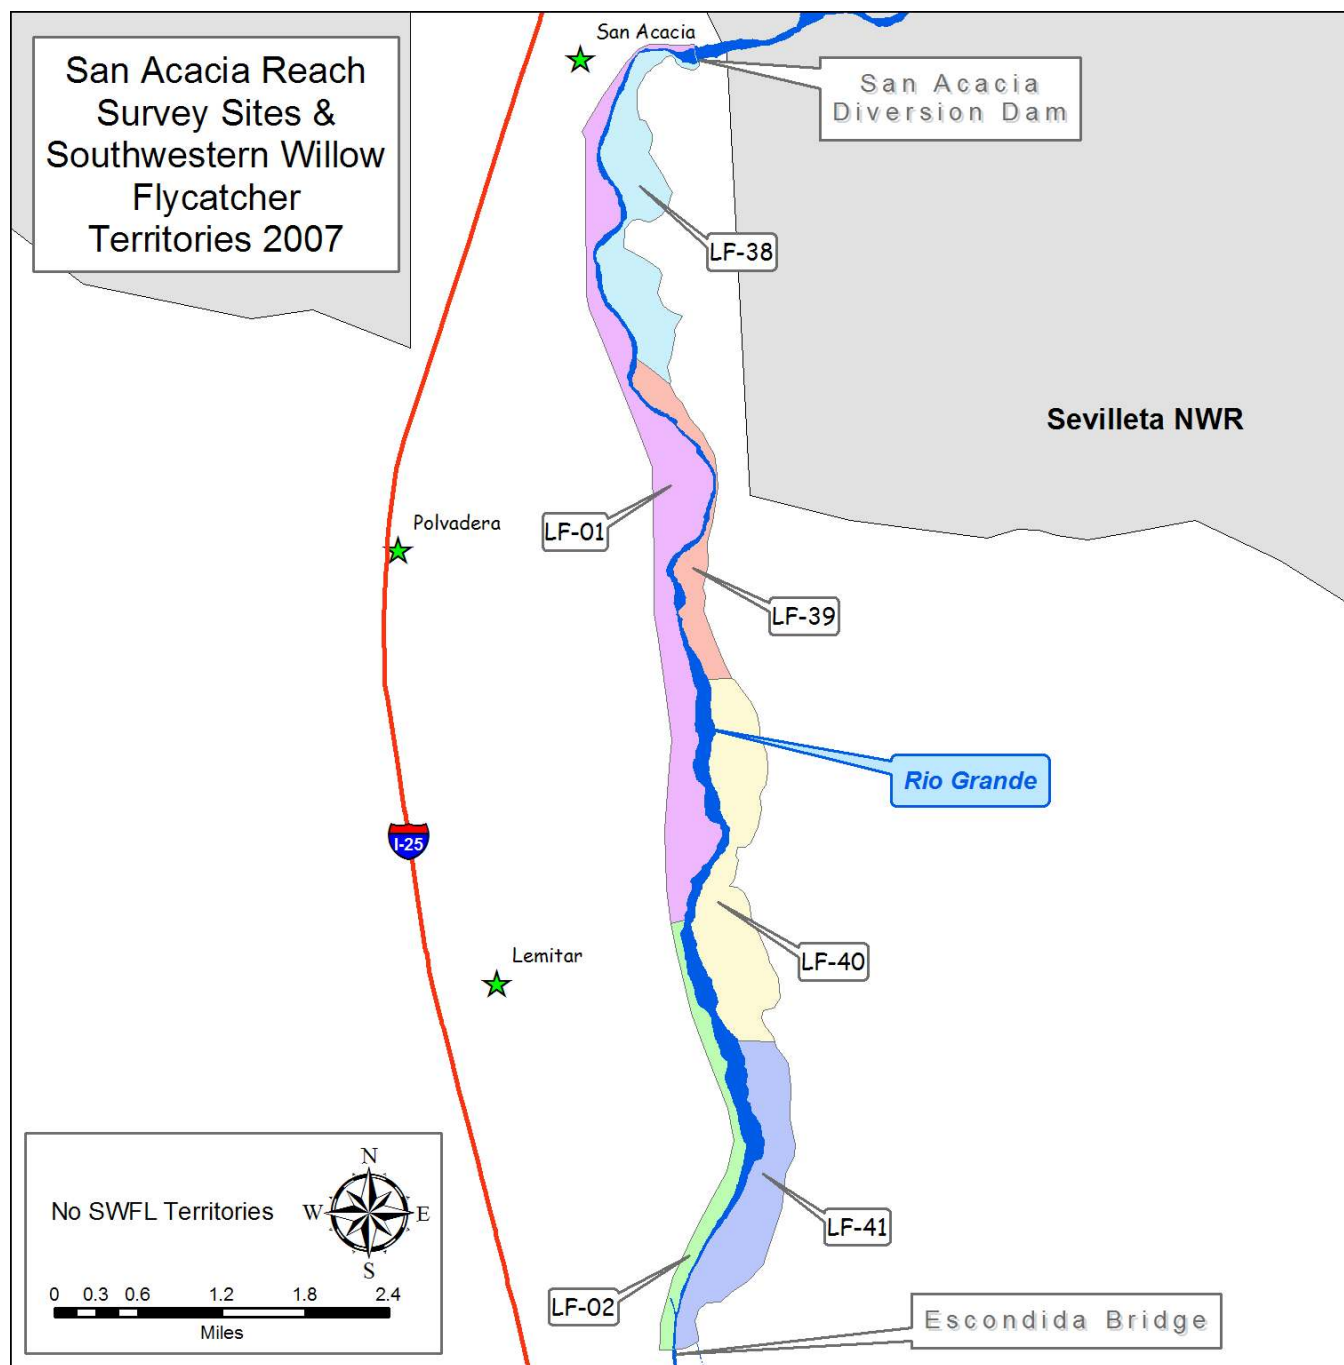 San Acacia Reach
Survey Sites &
Southwestern Willow
Flycatcher
Territories 2007
San Acacia
San Acacia
Diversion Dam
LF-38
Sevilleta NWR
LF-01
Polvadera
LF-39
Rio Grande
I-25
Lemitar
LF-40
No SWFL Territories
N
W
E
S
0 0.3 0.6 1.2 1.8 2.4
Miles
LF-41
LF-02
Escondida Bridge